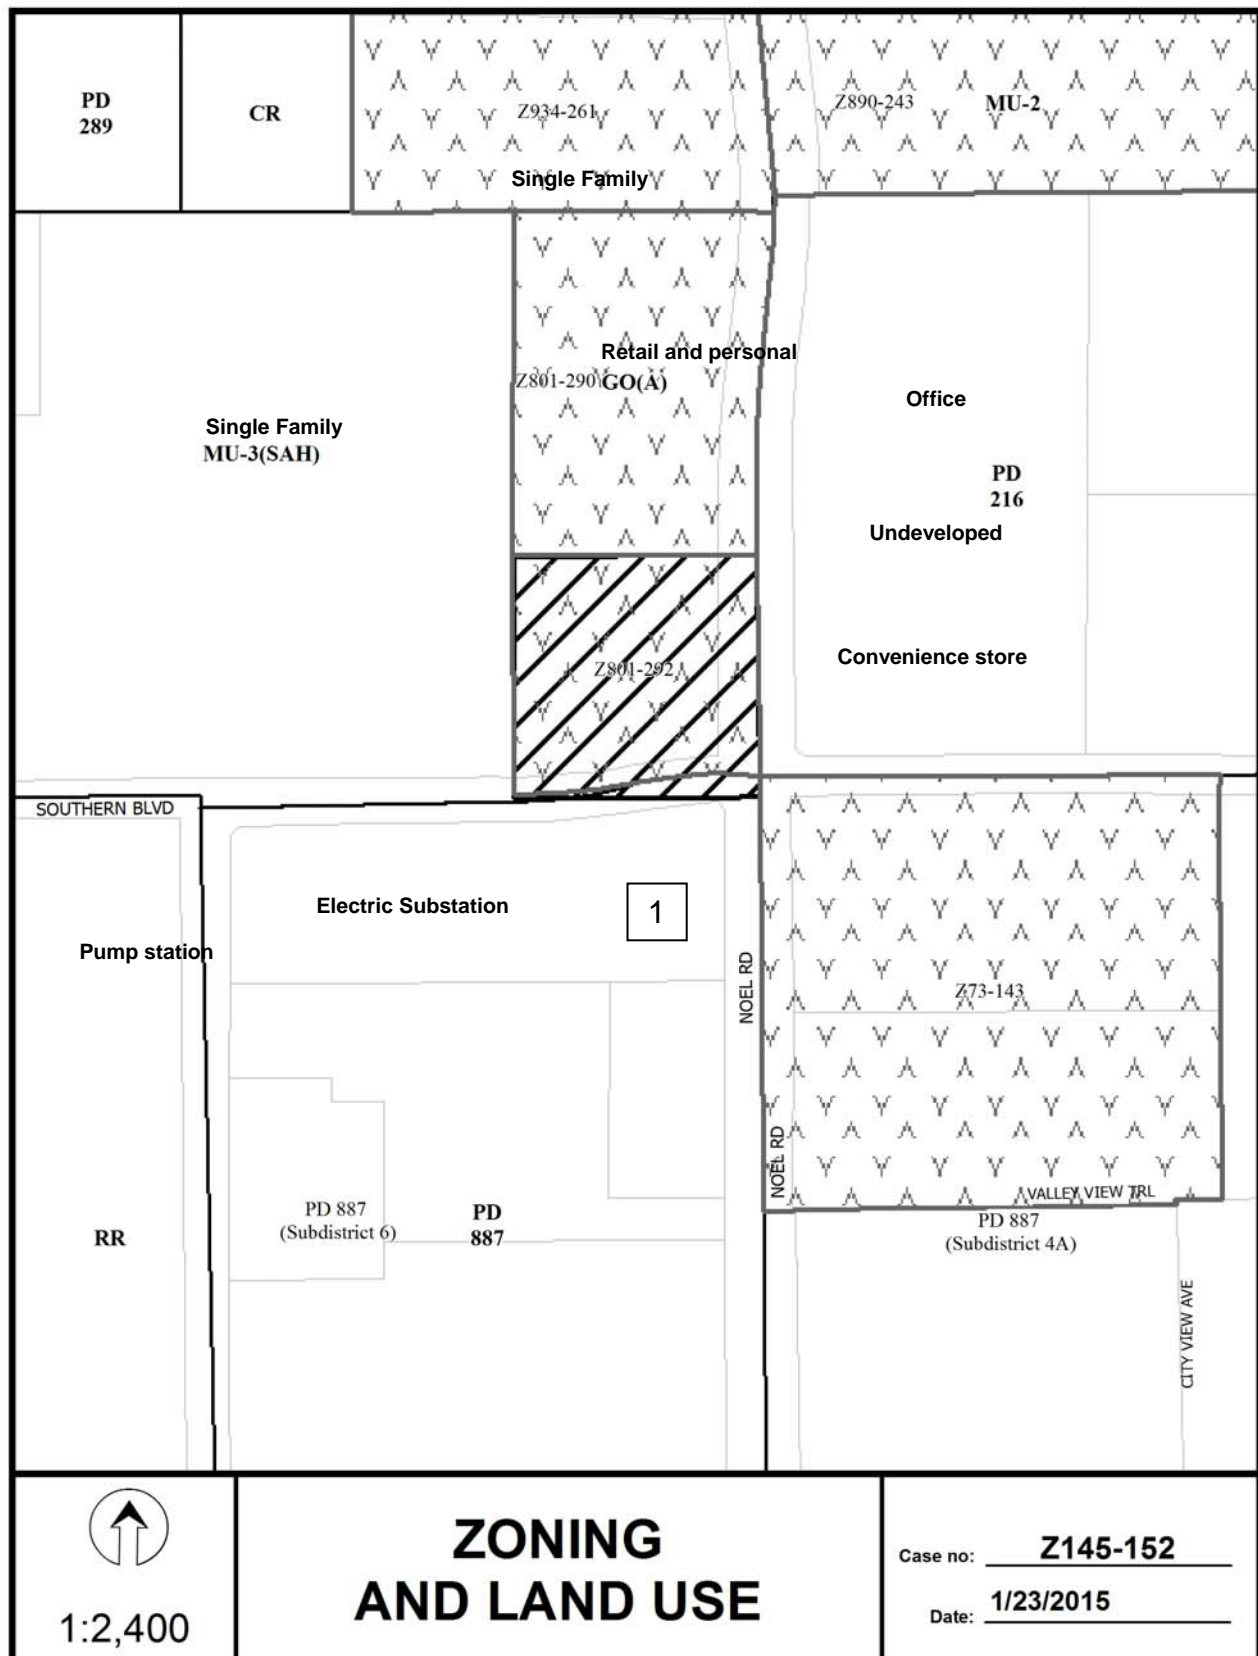 PD
289
CR
Z934-261
Z890-243
MU-2
Single Family
Retail and personal
Z801-290
GO(A)
Single Family
MU-3(SAH)
Office
PD
216
Undeveloped
Z801-292
Convenience store
SOUTHERN BLVD
Electric Substation
1
Pump station
NOEL RD
Z73-143
NOEL RD
VALLEY VIEW TRL
PD 887
(Subdistrict 6)
PD
887
RR
PD 887
(Subdistrict 4A)
CITY VIEW AVE
1:2,400
ZONING
AND LAND USE
Case no: Z145-152
Date: 1/23/2015